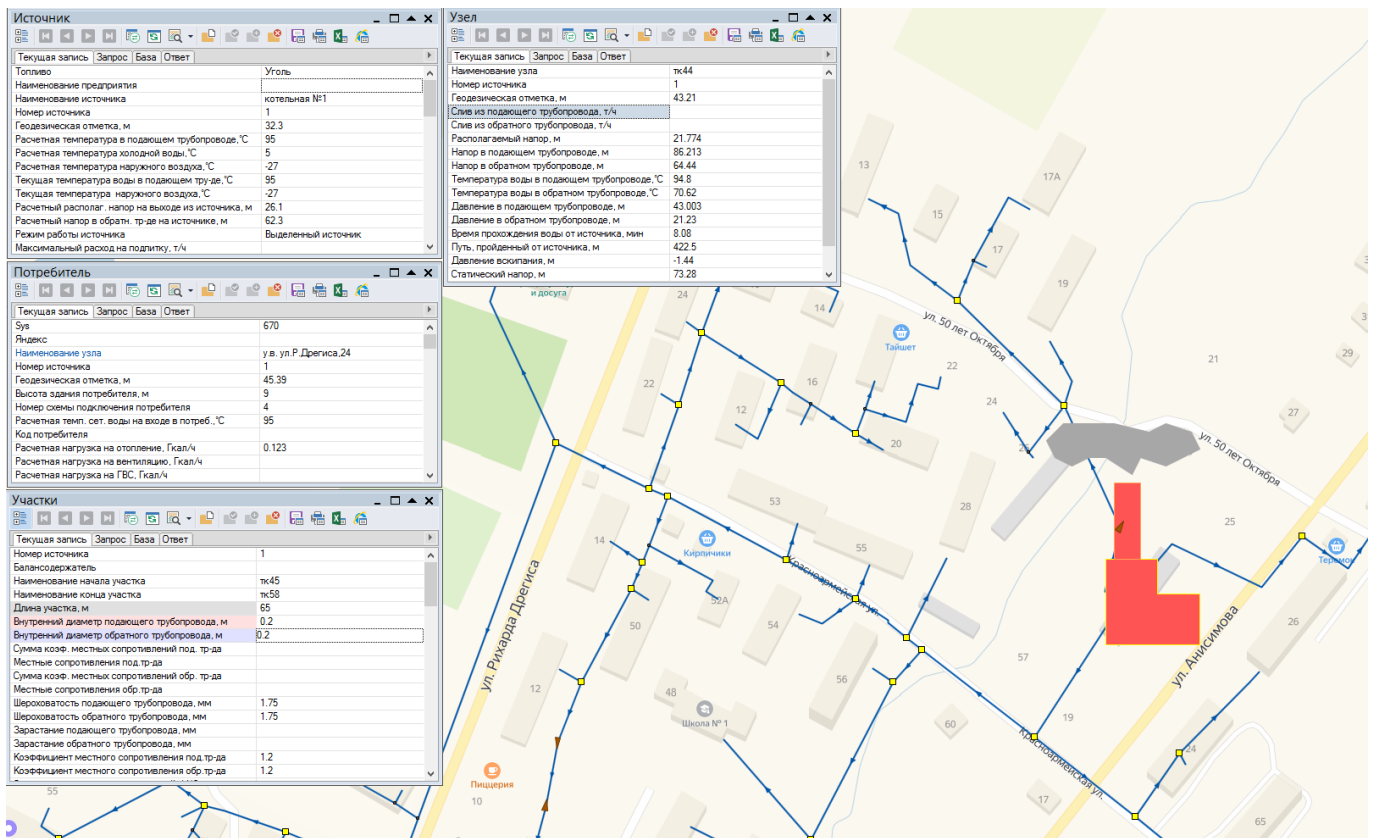 Источник
Текущая запись Запрос База Ответ
Топливо Уголь
Наименование предприятия
Наименование источника котельная №1
Номер источника 1
Геодезическая отметка, м 32.3
Расчетная температура в подающем трубопроводе,°С 95
Расчетная температура холодной воды,°С 5
Расчетная температура наружного воздуха,°С -27
Текущая температура воды в подающем тру-де,°С 95
Текущая температура наружного воздуха,°С -27
Расчетный располаг. напор на выходе из источника, м 26.1
Расчетный напор в обратн. тр-де на источнике, м 62.3
Режим работы источника Выделенный источник
Максимальный расход на подпитку, т/ч
Узел
Текущая запись Запрос База Ответ
Наименование узла тк44
Номер источника 1
Геодезическая отметка, м 43.21
Слив из подающего трубопровода, т/ч
Слив из обратного трубопровода, т/ч
Располагаемый напор, м 21.774
Напор в подающем трубопроводе, м 86.213
Напор в обратном трубопроводе, м 64.44
Температура воды в подающем трубопроводе,°С 94.8
Температура воды в обратном трубопроводе,°С 70.62
Давление в подающем трубопроводе, м 43.003
Давление в обратном трубопроводе, м 21.23
Время прохождения воды от источника, мин 8.08
Путь, пройденный от источника, м 422.5
Давление вскипания, м -1.44
Статический напор, м 73.28
Потребитель
Текущая запись Запрос База Ответ
Sys 670
Яндекс
Наименование узла у.в. ул.Р.Дрегиса,24
Номер источника 1
Геодезическая отметка, м 45.39
Высота здания потребителя, м 9
Номер схемы подключения потребителя 4
Расчетная темп. сет. воды на входе в потреб.,°С 95
Код потребителя
Расчетная нагрузка на отопление, Гкал/ч 0.123
Расчетная нагрузка на вентиляцию, Гкал/ч
Расчетная нагрузка на ГВС, Гкал/ч
Участки
Текущая запись Запрос База Ответ
Номер источника 1
Балансодержатель
Наименование начала участка тк45
Наименование конца участка тк58
Длина участка, м 65
Внутренний диаметр подающего трубопровода, м 0.2
Внутренний диаметр обратного трубопровода, м 0.2
Сумма коэф. местных сопротивлений под. тр-да
Местные сопротивления под.тр-да
Сумма коэф. местных сопротивлений обр. тр-да
Местные сопротивления обр.тр-да
Шероховатость подающего трубопровода, мм 1.75
Шероховатость обратного трубопровода, мм 1.75
Зарастание подающего трубопровода, мм
Зарастание обратного трубопровода, мм
Коэффициент местного сопротивления под.тр-да 1.2
Коэффициент местного сопротивления обр.тр-да 1.2
13
17А
15
17
19
и досуга
24
14
ул. 50 лет Октября
Тайшет
21
29
22
22
16
12
24
27
20
26
ул. 50 лет Октября
53
28
25
14
Кирпичики
55
Теремок
Красноармейская ул.
52А
50
54
26
ул. Рихарда Дрегиса
57
ул. Анисимова
12
48
56
Школа № 1
60
19
24
Красноармейская ул.
Пиццерия
10
17
55
65